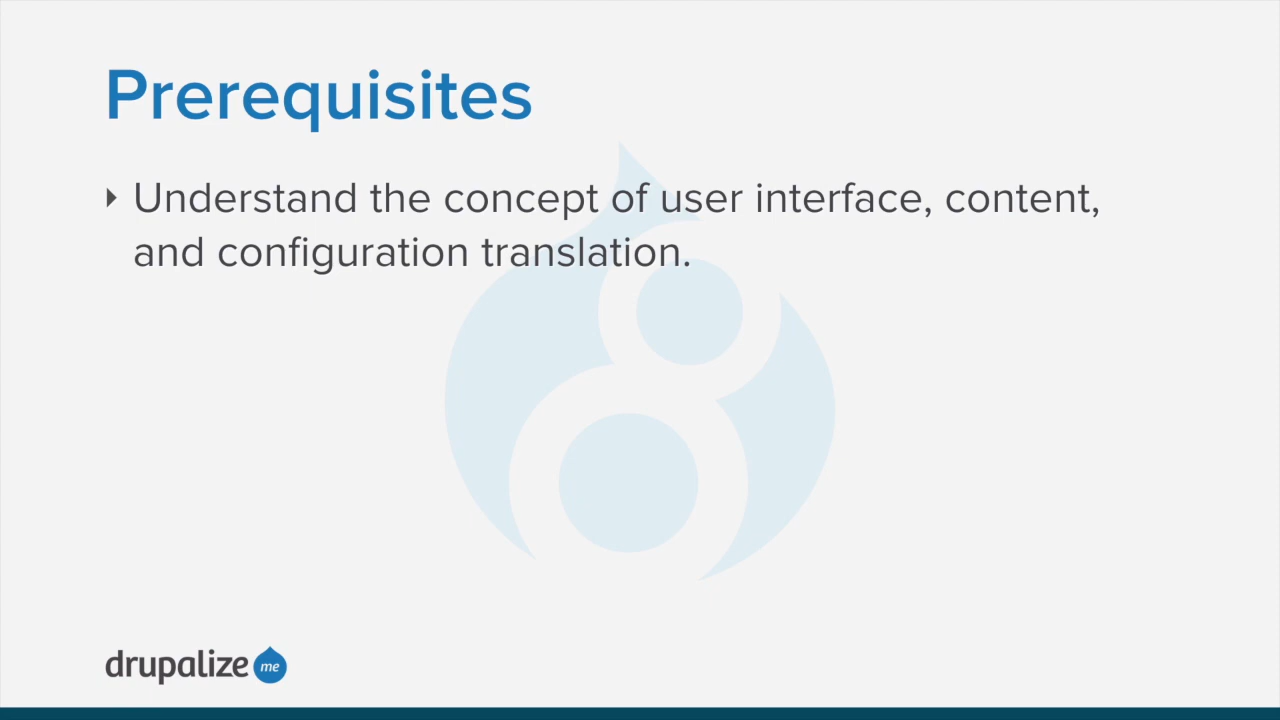 Prerequisites
Understand the concept of user interface, content,
and configuration translation.
drupalize me